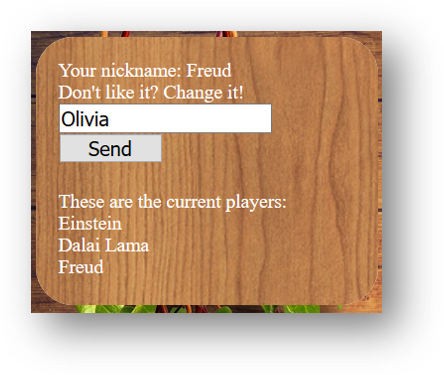 Your nickname: Freud
Don't like it? Change it!
Olivia
Send
These are the current players:
Einstein
Dalai Lama
Freud